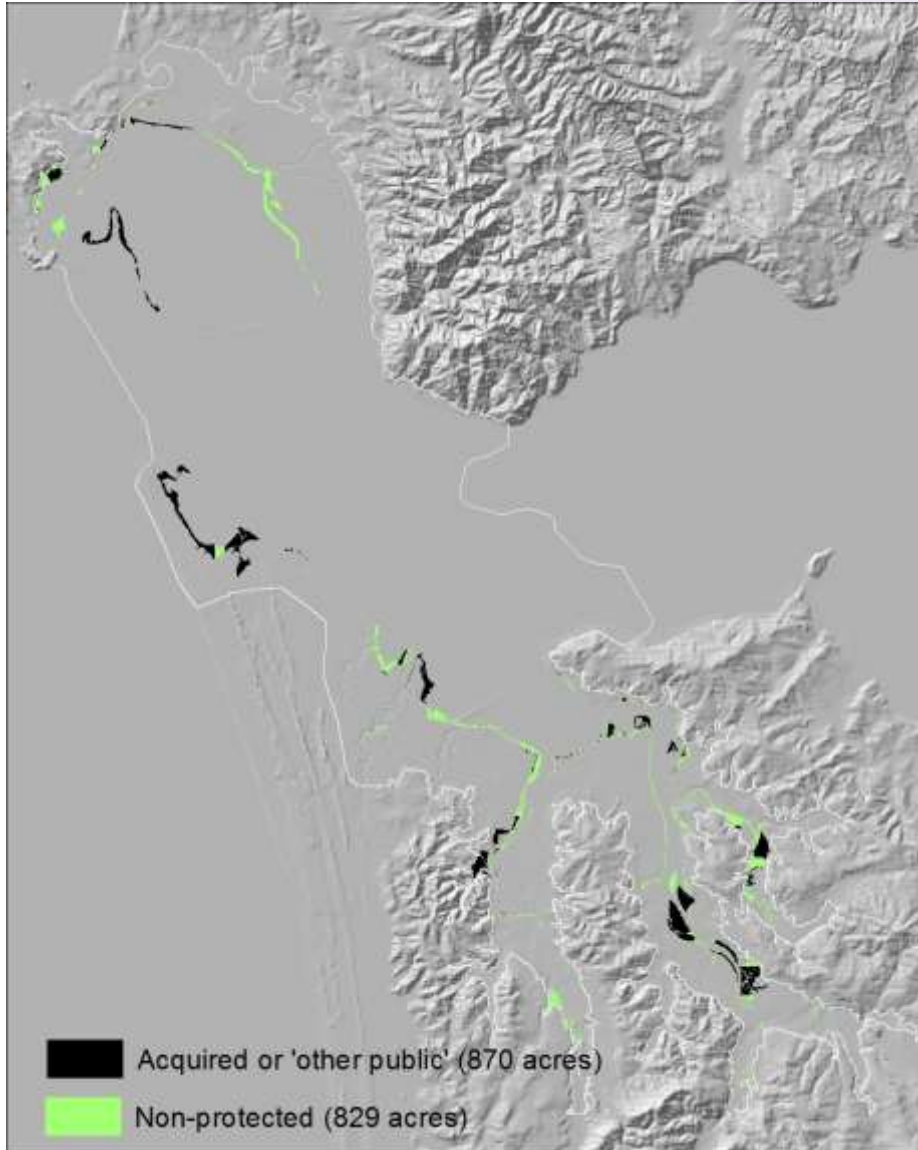 Acquired or 'other public' (870 acres)
Non-protected (829 acres)